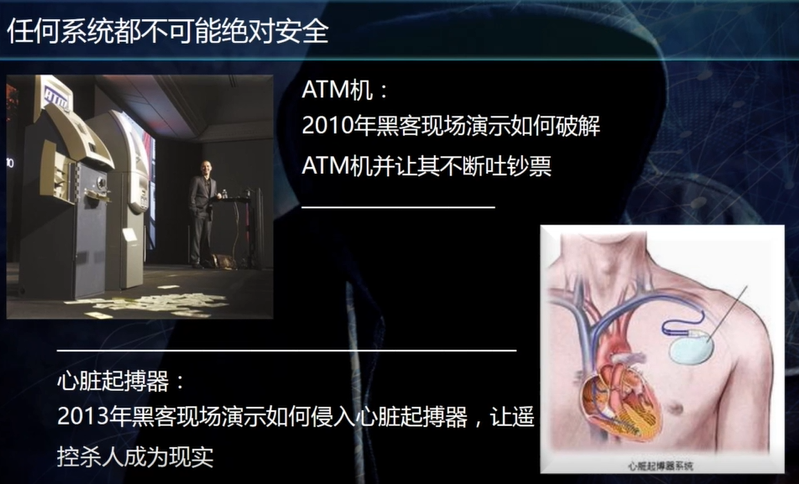 任何系统都不可能绝对安全
ATM
ATM机：
2010年黑客现场演示如何破解
ATM机并让其不断吐钞票
心脏起搏器：
2013年黑客现场演示如何侵入心脏起搏器，让遥
控杀人成为现实
心脏起搏器系统